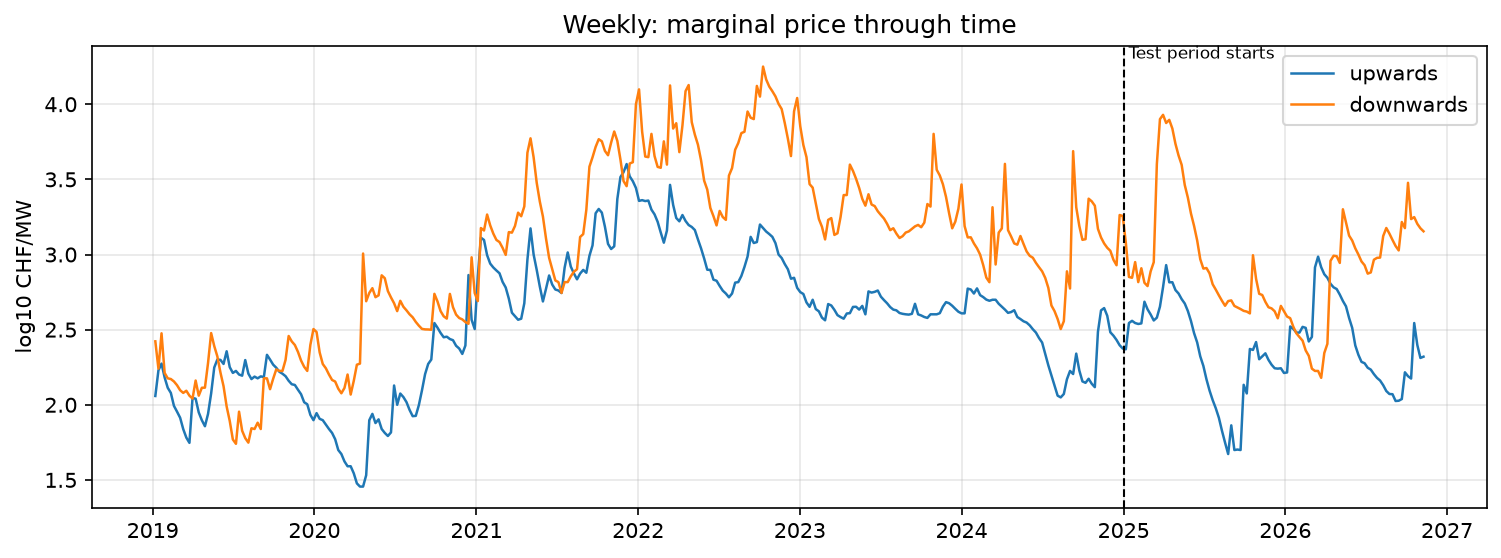 Weekly: marginal price through time
Test period starts
upwards
downwards
log10 CHF/MW
4.0
3.5
3.0
2.5
2.0
1.5
2019 2020 2021 2022 2023 2024 2025 2026 2027